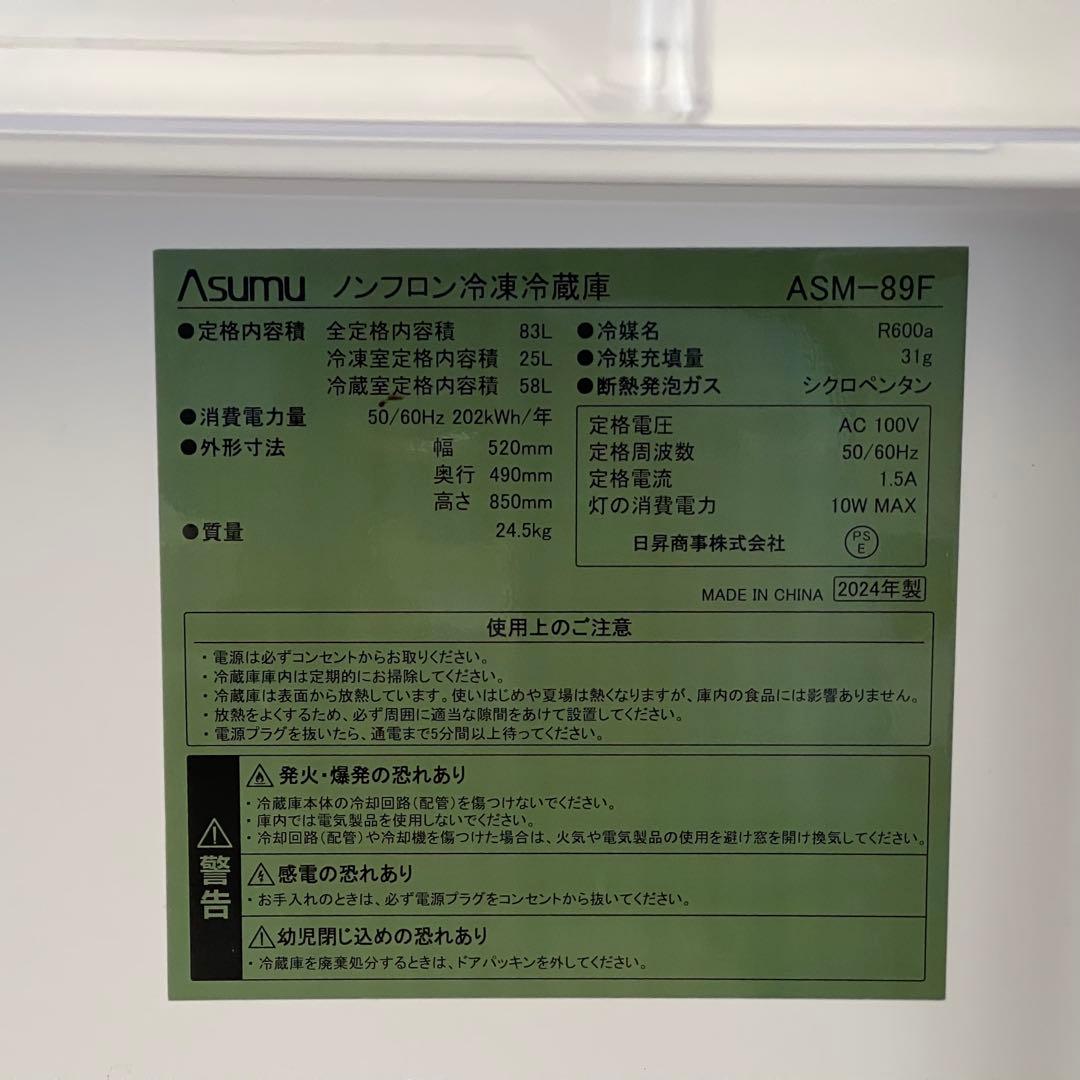 Asumu ノンフロン冷凍冷蔵庫 ASM-89F
●定格内容積 全定格内容積 83L
冷凍室定格内容積 25L
冷蔵室定格内容積 58L
●消費電力量 50/60Hz 202kWh/年
●外形寸法 幅 520mm
奥行 490mm
高さ 850mm
●質量 24.5kg
●冷媒名 R600a
●冷媒充填量 31g
●断熱発泡ガス シクロペンタン
定格電圧 AC 100V
定格周波数 50/60Hz
定格電流 1.5A
灯の消費電力 10W MAX
日昇商事株式会社 PSE
MADE IN CHINA 2024年製
使用上のご注意
・電源は必ずコンセントからお取りください。
・冷蔵庫庫内は定期的にお掃除してください。
・冷蔵庫は表面から放熱しています。使いはじめや夏場は熱くなりますが、庫内の食品には影響ありません。
・放熱をよくするため、必ず周囲に適当な隙間をあけて設置してください。
・電源プラグを抜いたら、通電まで5分間以上待ってください。
警告
発火・爆発の恐れあり
・冷蔵庫本体の冷却回路(配管)を傷つけないでください。
・庫内では電気製品を使用しないでください。
・冷却回路(配管)や冷却機を傷つけた場合は、火気や電気製品の使用を避け窓を開け換気してください。
感電の恐れあり
・お手入れのときは、必ず電源プラグをコンセントから抜いてください。
幼児閉じ込めの恐れあり
・冷蔵庫を廃棄処分するときは、ドアパッキンを外してください。